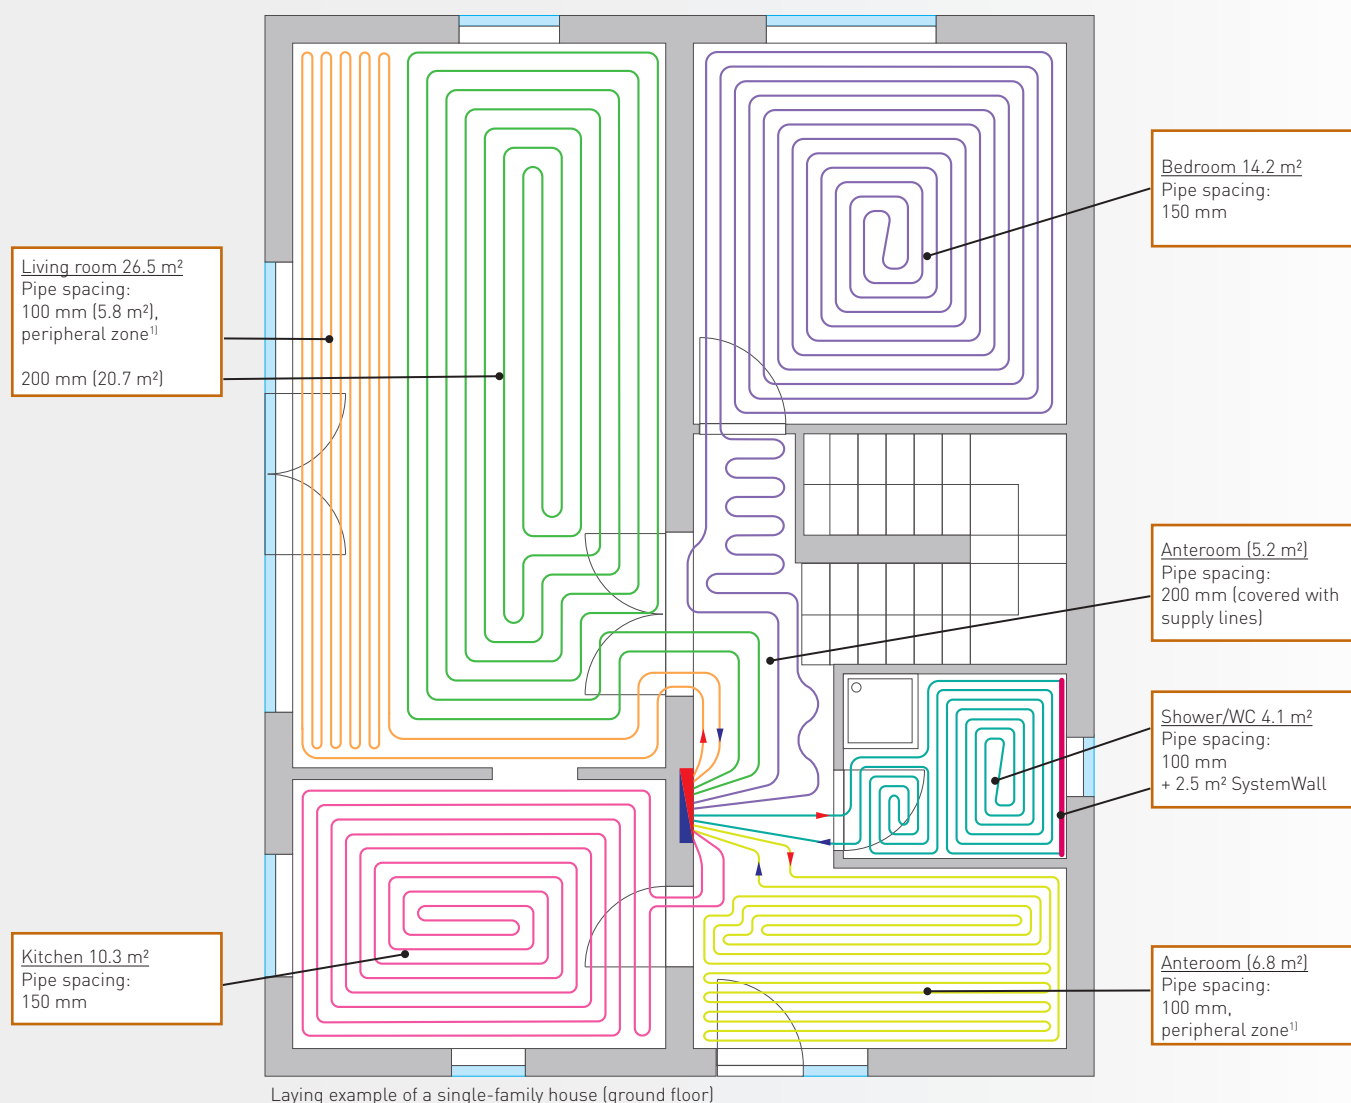 Bedroom 14.2 m²
Pipe spacing:
150 mm
Living room 26.5 m²
Pipe spacing:
100 mm (5.8 m²),
peripheral zone¹⁾
200 mm (20.7 m²)
Anteroom (5.2 m²)
Pipe spacing:
200 mm (covered with
supply lines)
Shower/WC 4.1 m²
Pipe spacing:
100 mm
+ 2.5 m² SystemWall
Kitchen 10.3 m²
Pipe spacing:
150 mm
Anteroom (6.8 m²)
Pipe spacing:
100 mm,
peripheral zone¹⁾
Laying example of a single-family house (ground floor)